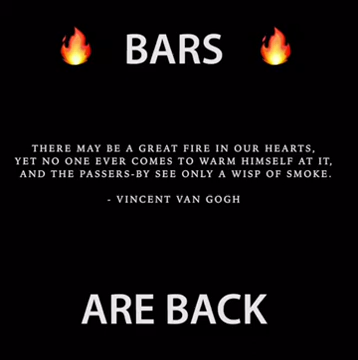 🔥 BARS 🔥
THERE MAY BE A GREAT FIRE IN OUR HEARTS,
YET NO ONE EVER COMES TO WARM HIMSELF AT IT,
AND THE PASSERS-BY SEE ONLY A WISP OF SMOKE.
- VINCENT VAN GOGH
ARE BACK